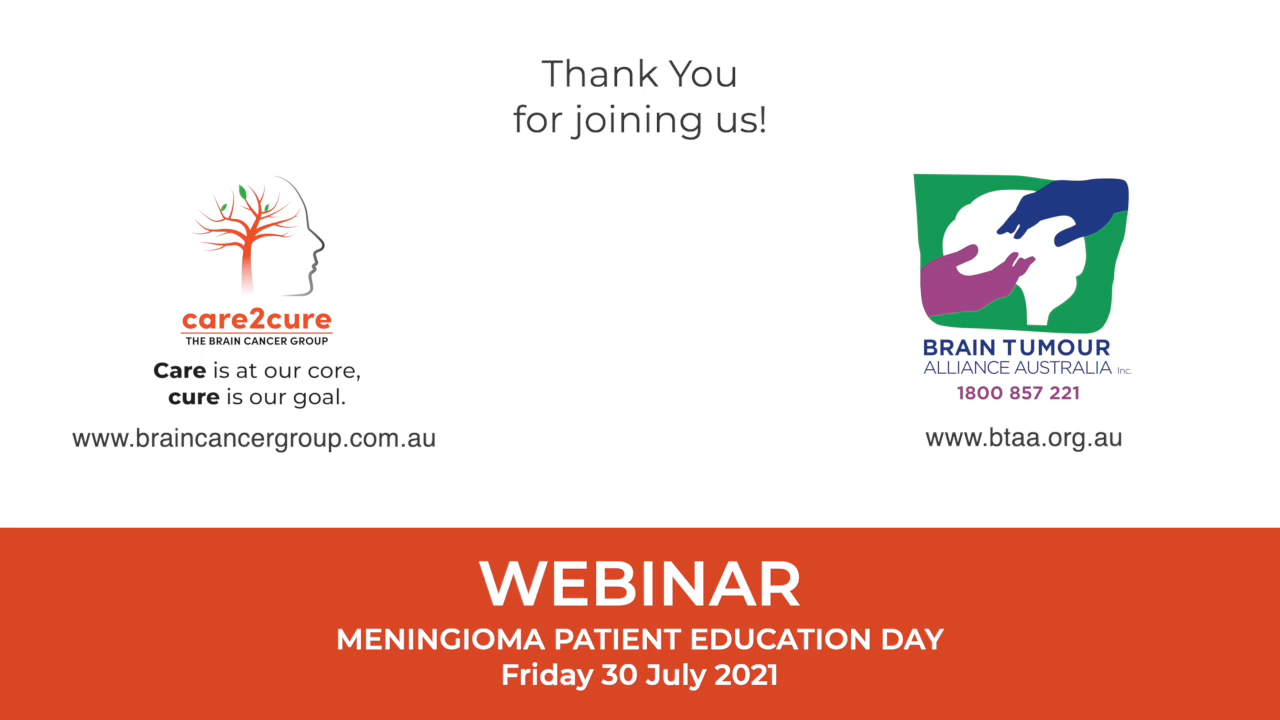 Thank You
for joining us!
care2cure
THE BRAIN CANCER GROUP
Care is at our core,
cure is our goal.
www.braincancergroup.com.au
BRAIN TUMOUR
ALLIANCE AUSTRALIA Inc.
1800 857 221
www.btaa.org.au
WEBINAR
MENINGIOMA PATIENT EDUCATION DAY
Friday 30 July 2021